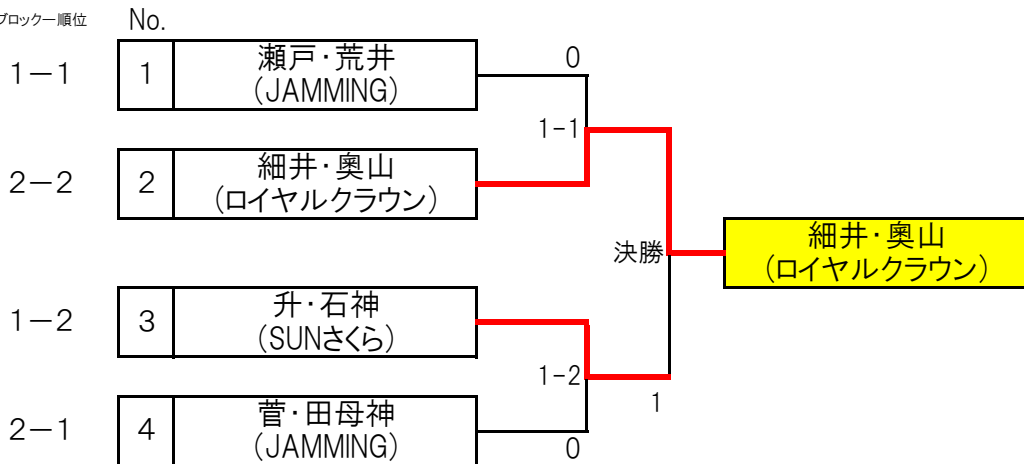 ブロックー順位 No.
1－1 1 瀬戸・荒井
(JAMMING)
0
1-1
2－2 2 細井・奥山
(ロイヤルクラウン)
決勝 細井・奥山
(ロイヤルクラウン)
1－2 3 升・石神
(SUNさくら)
1-2
1
2－1 4 菅・田母神
(JAMMING)
0